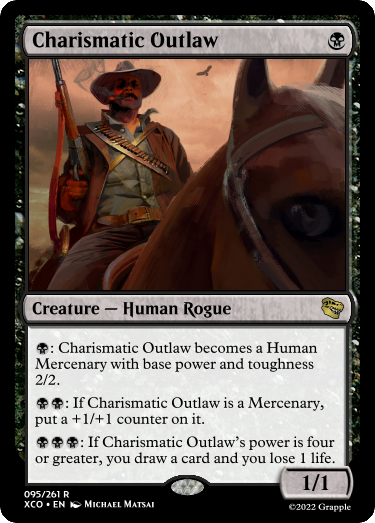 Charismatic Outlaw
Creature — Human Rogue
: Charismatic Outlaw becomes a Human
Mercenary with base power and toughness
2/2.
: If Charismatic Outlaw is a Mercenary,
put a +1/+1 counter on it.
: If Charismatic Outlaw's power is four
or greater, you draw a card and you lose 1 life.
1/1
095/261 R
XCO • EN Michael Matsai
©2022 Grapple